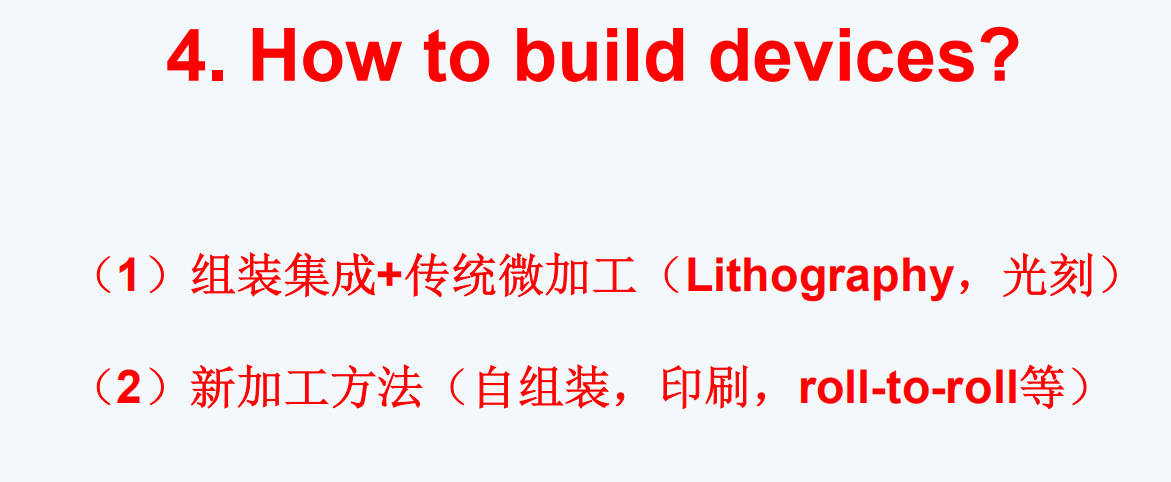 4. How to build devices?
（1）组装集成+传统微加工（Lithography，光刻）
（2）新加工方法（自组装，印刷，roll-to-roll等）